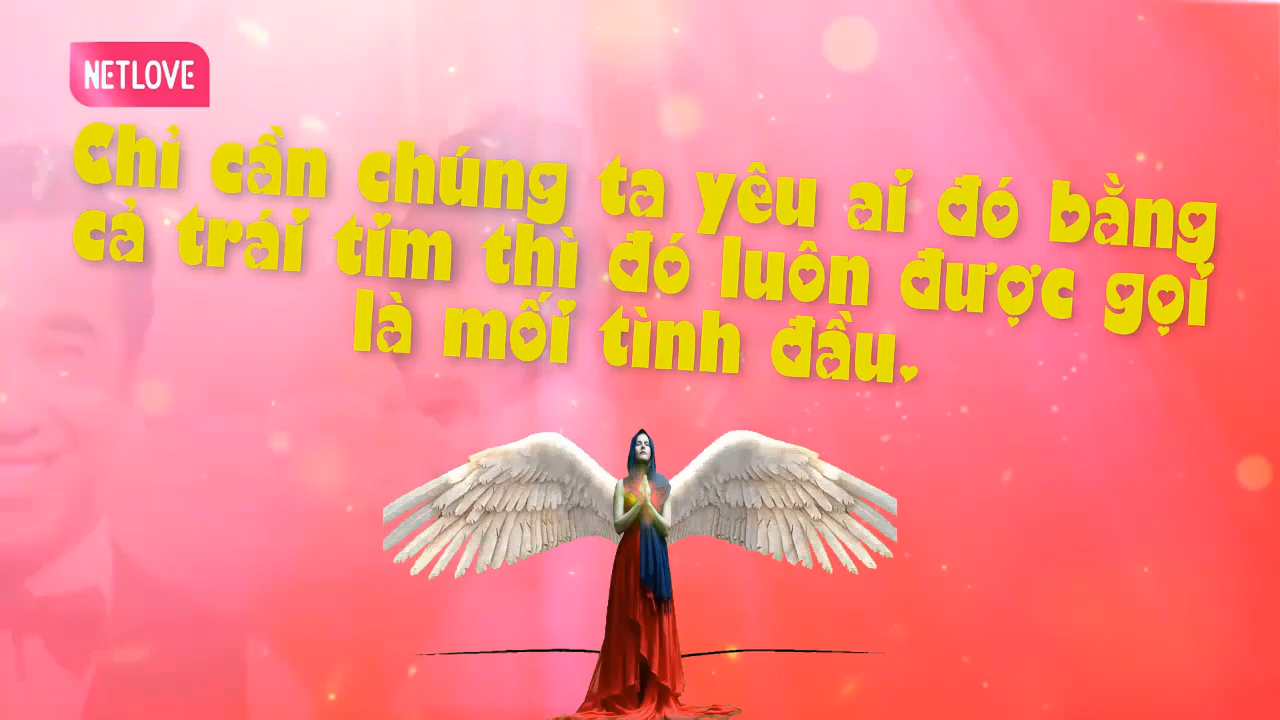 NETLOVE
Chỉ cần chúng ta yêu ai đó bằng
cả trái tim thì đó luôn được gọi
là mối tình đầu.